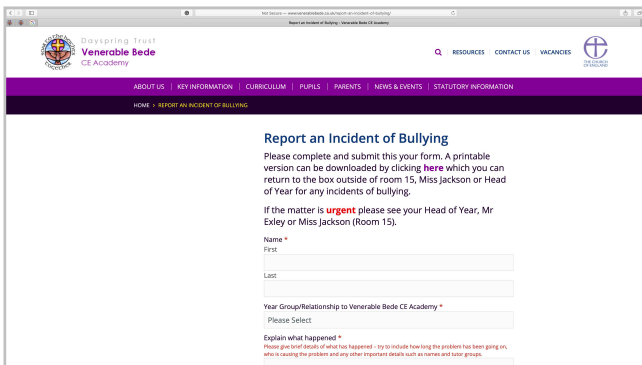 Not Secure — www.venerablebede.co.uk/report-an-incident-of-bullying/
Report an Incident of Bullying - Venerable Bede CE Academy
Dayspring Trust
Venerable Bede
CE Academy
RESOURCES
CONTACT US
VACANCIES
THE CHURCH
OF ENGLAND
ABOUT US
KEY INFORMATION
CURRICULUM
PUPILS
PARENTS
NEWS & EVENTS
STATUTORY INFORMATION
HOME > REPORT AN INCIDENT OF BULLYING
Report an Incident of Bullying
Please complete and submit this your form. A printable
version can be downloaded by clicking here which you can
return to the box outside of room 15, Miss Jackson or Head
of Year for any incidents of bullying.
If the matter is urgent please see your Head of Year, Mr
Exley or Miss Jackson (Room 15).
Name *
First
Last
Year Group/Relationship to Venerable Bede CE Academy *
Please Select
Explain what happened *
Please give brief details of what has happened – try to include how long the problem has been going on,
who is causing the problem and any other important details such as names and tutor groups.